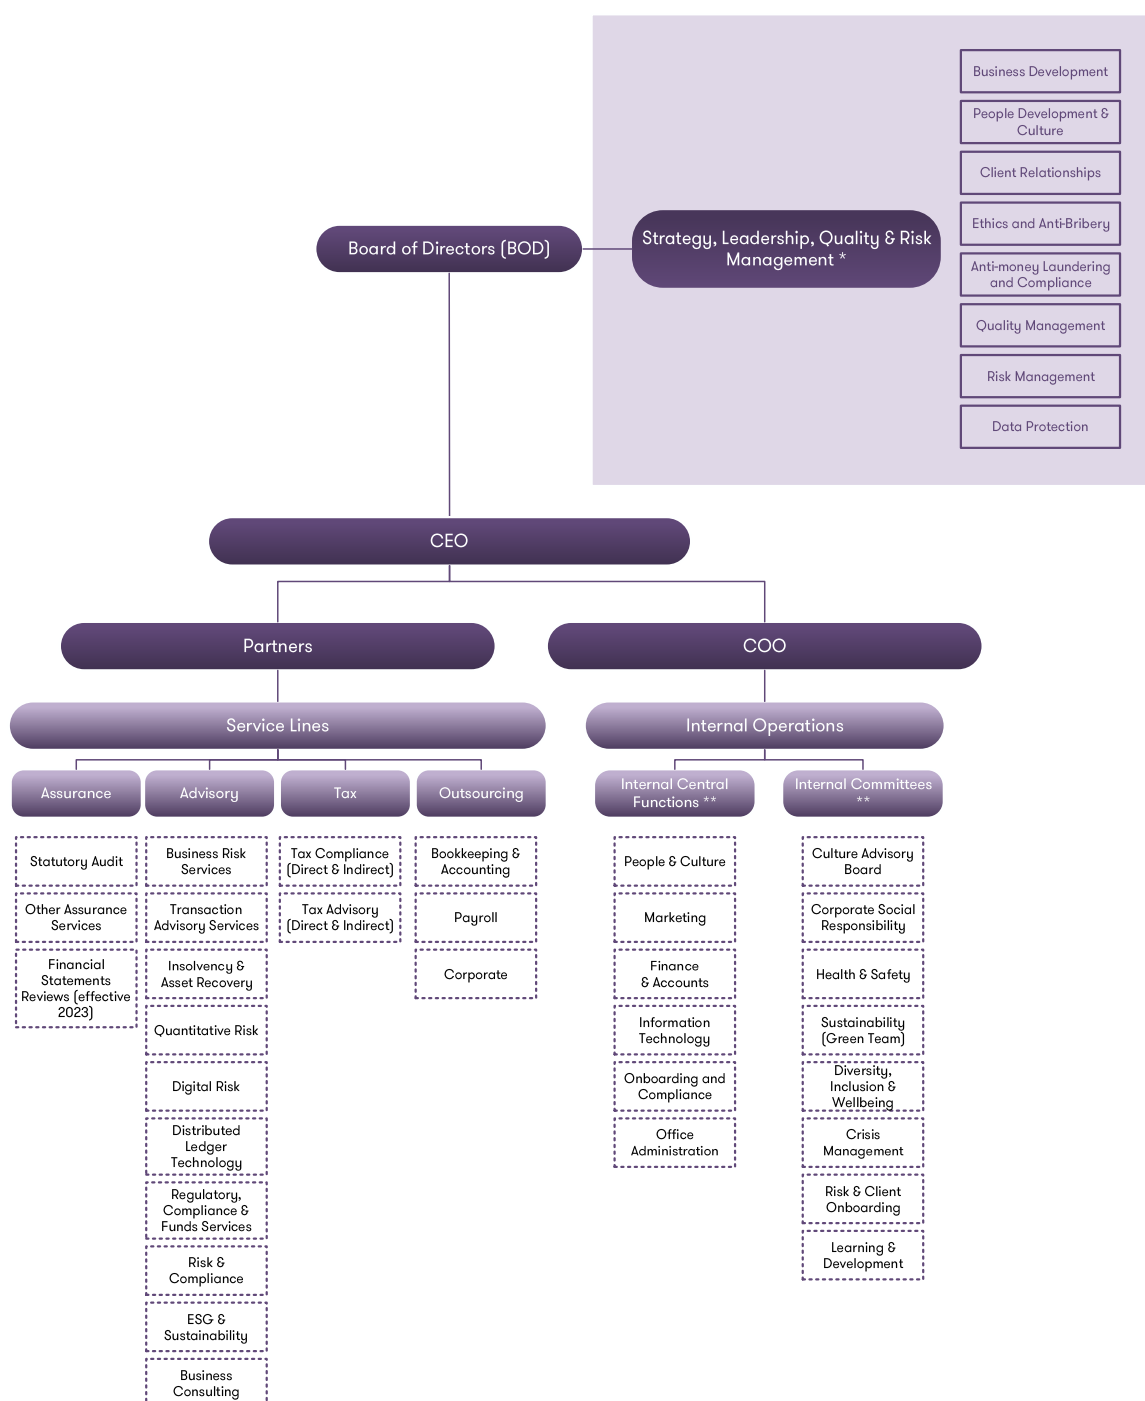 Business Development
People Development &
Culture
Client Relationships
Ethics and Anti-Bribery
Anti-money Laundering
and Compliance
Quality Management
Risk Management
Data Protection
Board of Directors (BOD)
Strategy, Leadership, Quality & Risk
Management *
CEO
Partners
COO
Service Lines
Internal Operations
Assurance
Advisory
Tax
Outsourcing
Internal Central
Functions **
Internal Committees
**
Statutory Audit
Other Assurance
Services
Financial
Statements
Reviews (effective
2023)
Business Risk
Services
Transaction
Advisory Services
Insolvency &
Asset Recovery
Quantitative Risk
Digital Risk
Distributed
Ledger
Technology
Regulatory,
Compliance &
Funds Services
Risk &
Compliance
ESG &
Sustainability
Business
Consulting
Tax Compliance
(Direct & Indirect)
Tax Advisory
(Direct & Indirect)
Bookkeeping &
Accounting
Payroll
Corporate
People & Culture
Marketing
Finance
& Accounts
Information
Technology
Onboarding and
Compliance
Office
Administration
Culture Advisory
Board
Corporate Social
Responsibility
Health & Safety
Sustainability
(Green Team)
Diversity,
Inclusion &
Wellbeing
Crisis
Management
Risk & Client
Onboarding
Learning &
Development